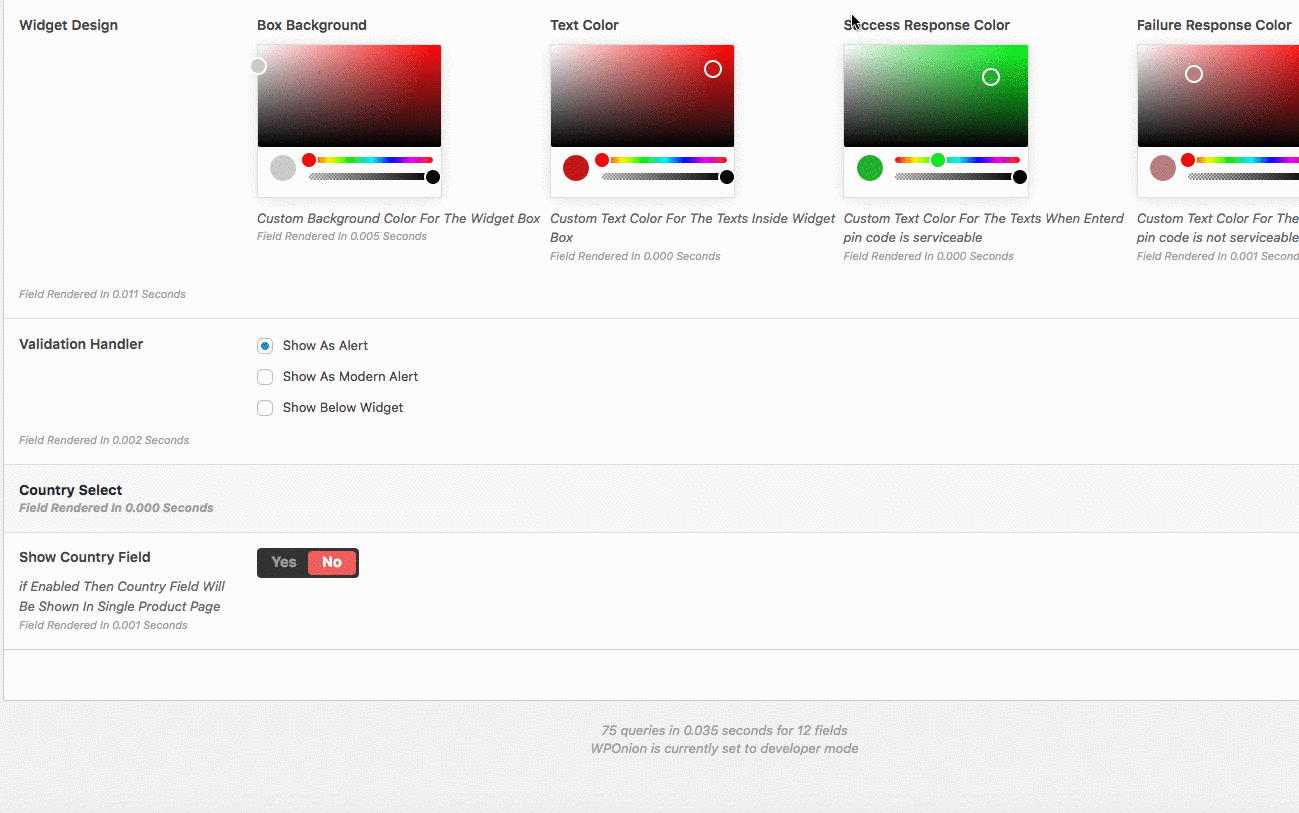 Widget Design
Box Background
Text Color
Success Response Color
Failure Response Color
Custom Background Color For The Widget Box
Field Rendered In 0.005 Seconds
Custom Text Color For The Texts Inside Widget
Box
Field Rendered In 0.000 Seconds
Custom Text Color For The Texts When Enterd
pin code is serviceable
Field Rendered In 0.000 Seconds
Custom Text Color For The
pin code is not serviceable
Field Rendered In 0.001 Second
Field Rendered In 0.011 Seconds
Validation Handler
Show As Alert
Show As Modern Alert
Show Below Widget
Field Rendered In 0.002 Seconds
Country Select
Field Rendered In 0.000 Seconds
Show Country Field
Yes No
if Enabled Then Country Field Will
Be Shown In Single Product Page
Field Rendered In 0.001 Seconds
75 queries in 0.035 seconds for 12 fields
WPOnion is currently set to developer mode